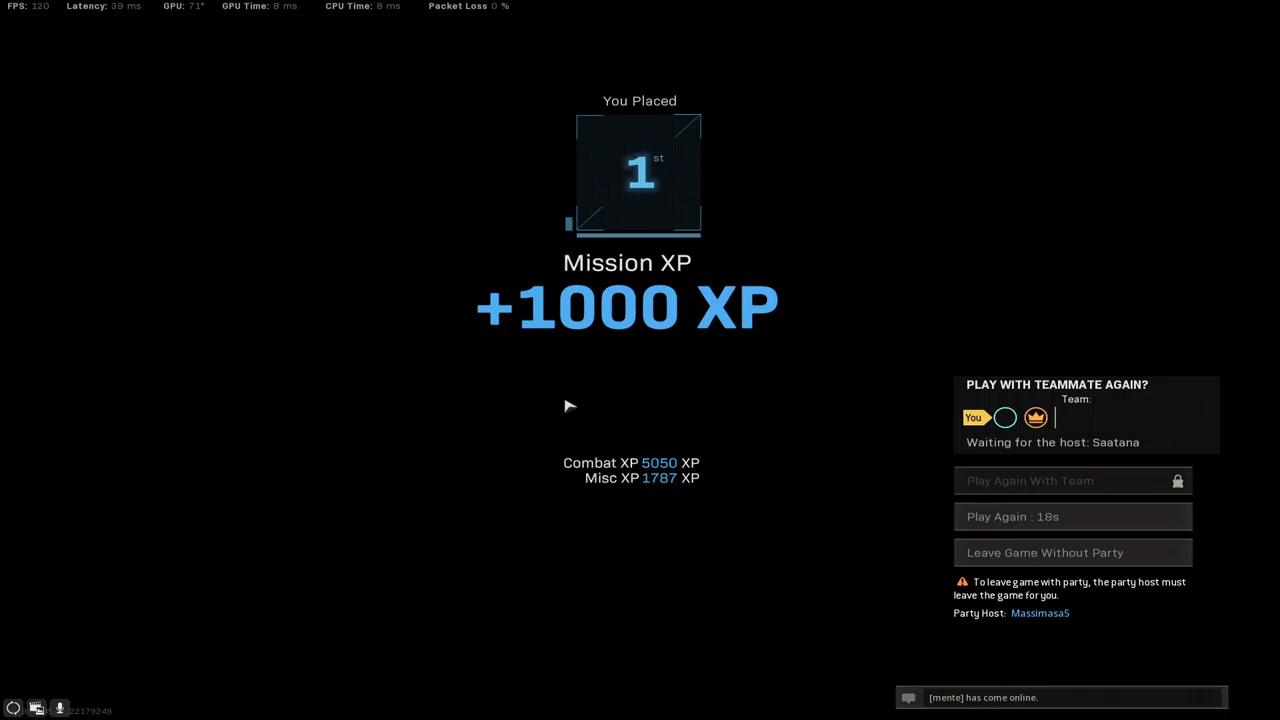 FPS: 120 Latency: 39 ms GPU: 71° GPU Time: 8 ms CPU Time: 8 ms Packet Loss 0 %
You Placed
1st
Mission XP
+1000 XP
Combat XP 5050 XP
Misc XP 1787 XP
PLAY WITH TEAMMATE AGAIN?
Team:
You
Waiting for the host: Saatana
Play Again With Team
Play Again : 18s
Leave Game Without Party
To leave game with party, the party host must
leave the game for you.
Party Host: Massimasa5
[mente] has come online.
22179249